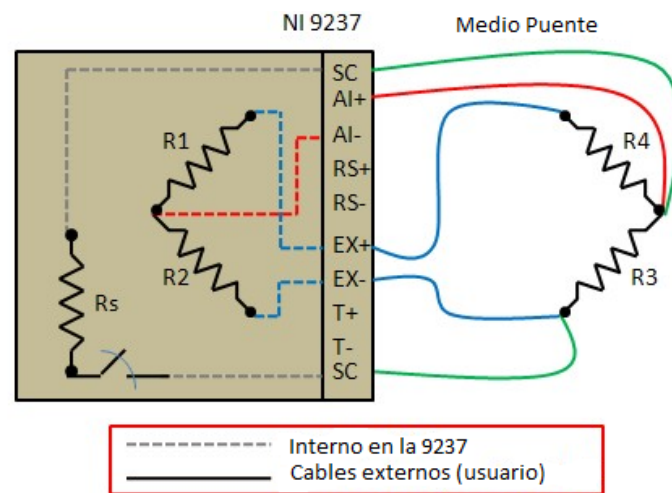 NI 9237
Medio Puente
SC
AI+
AI-
RS+
RS-
EX+
EX-
T+
T-
SC
R1
R2
Rs
R4
R3
Interno en la 9237
Cables externos (usuario)